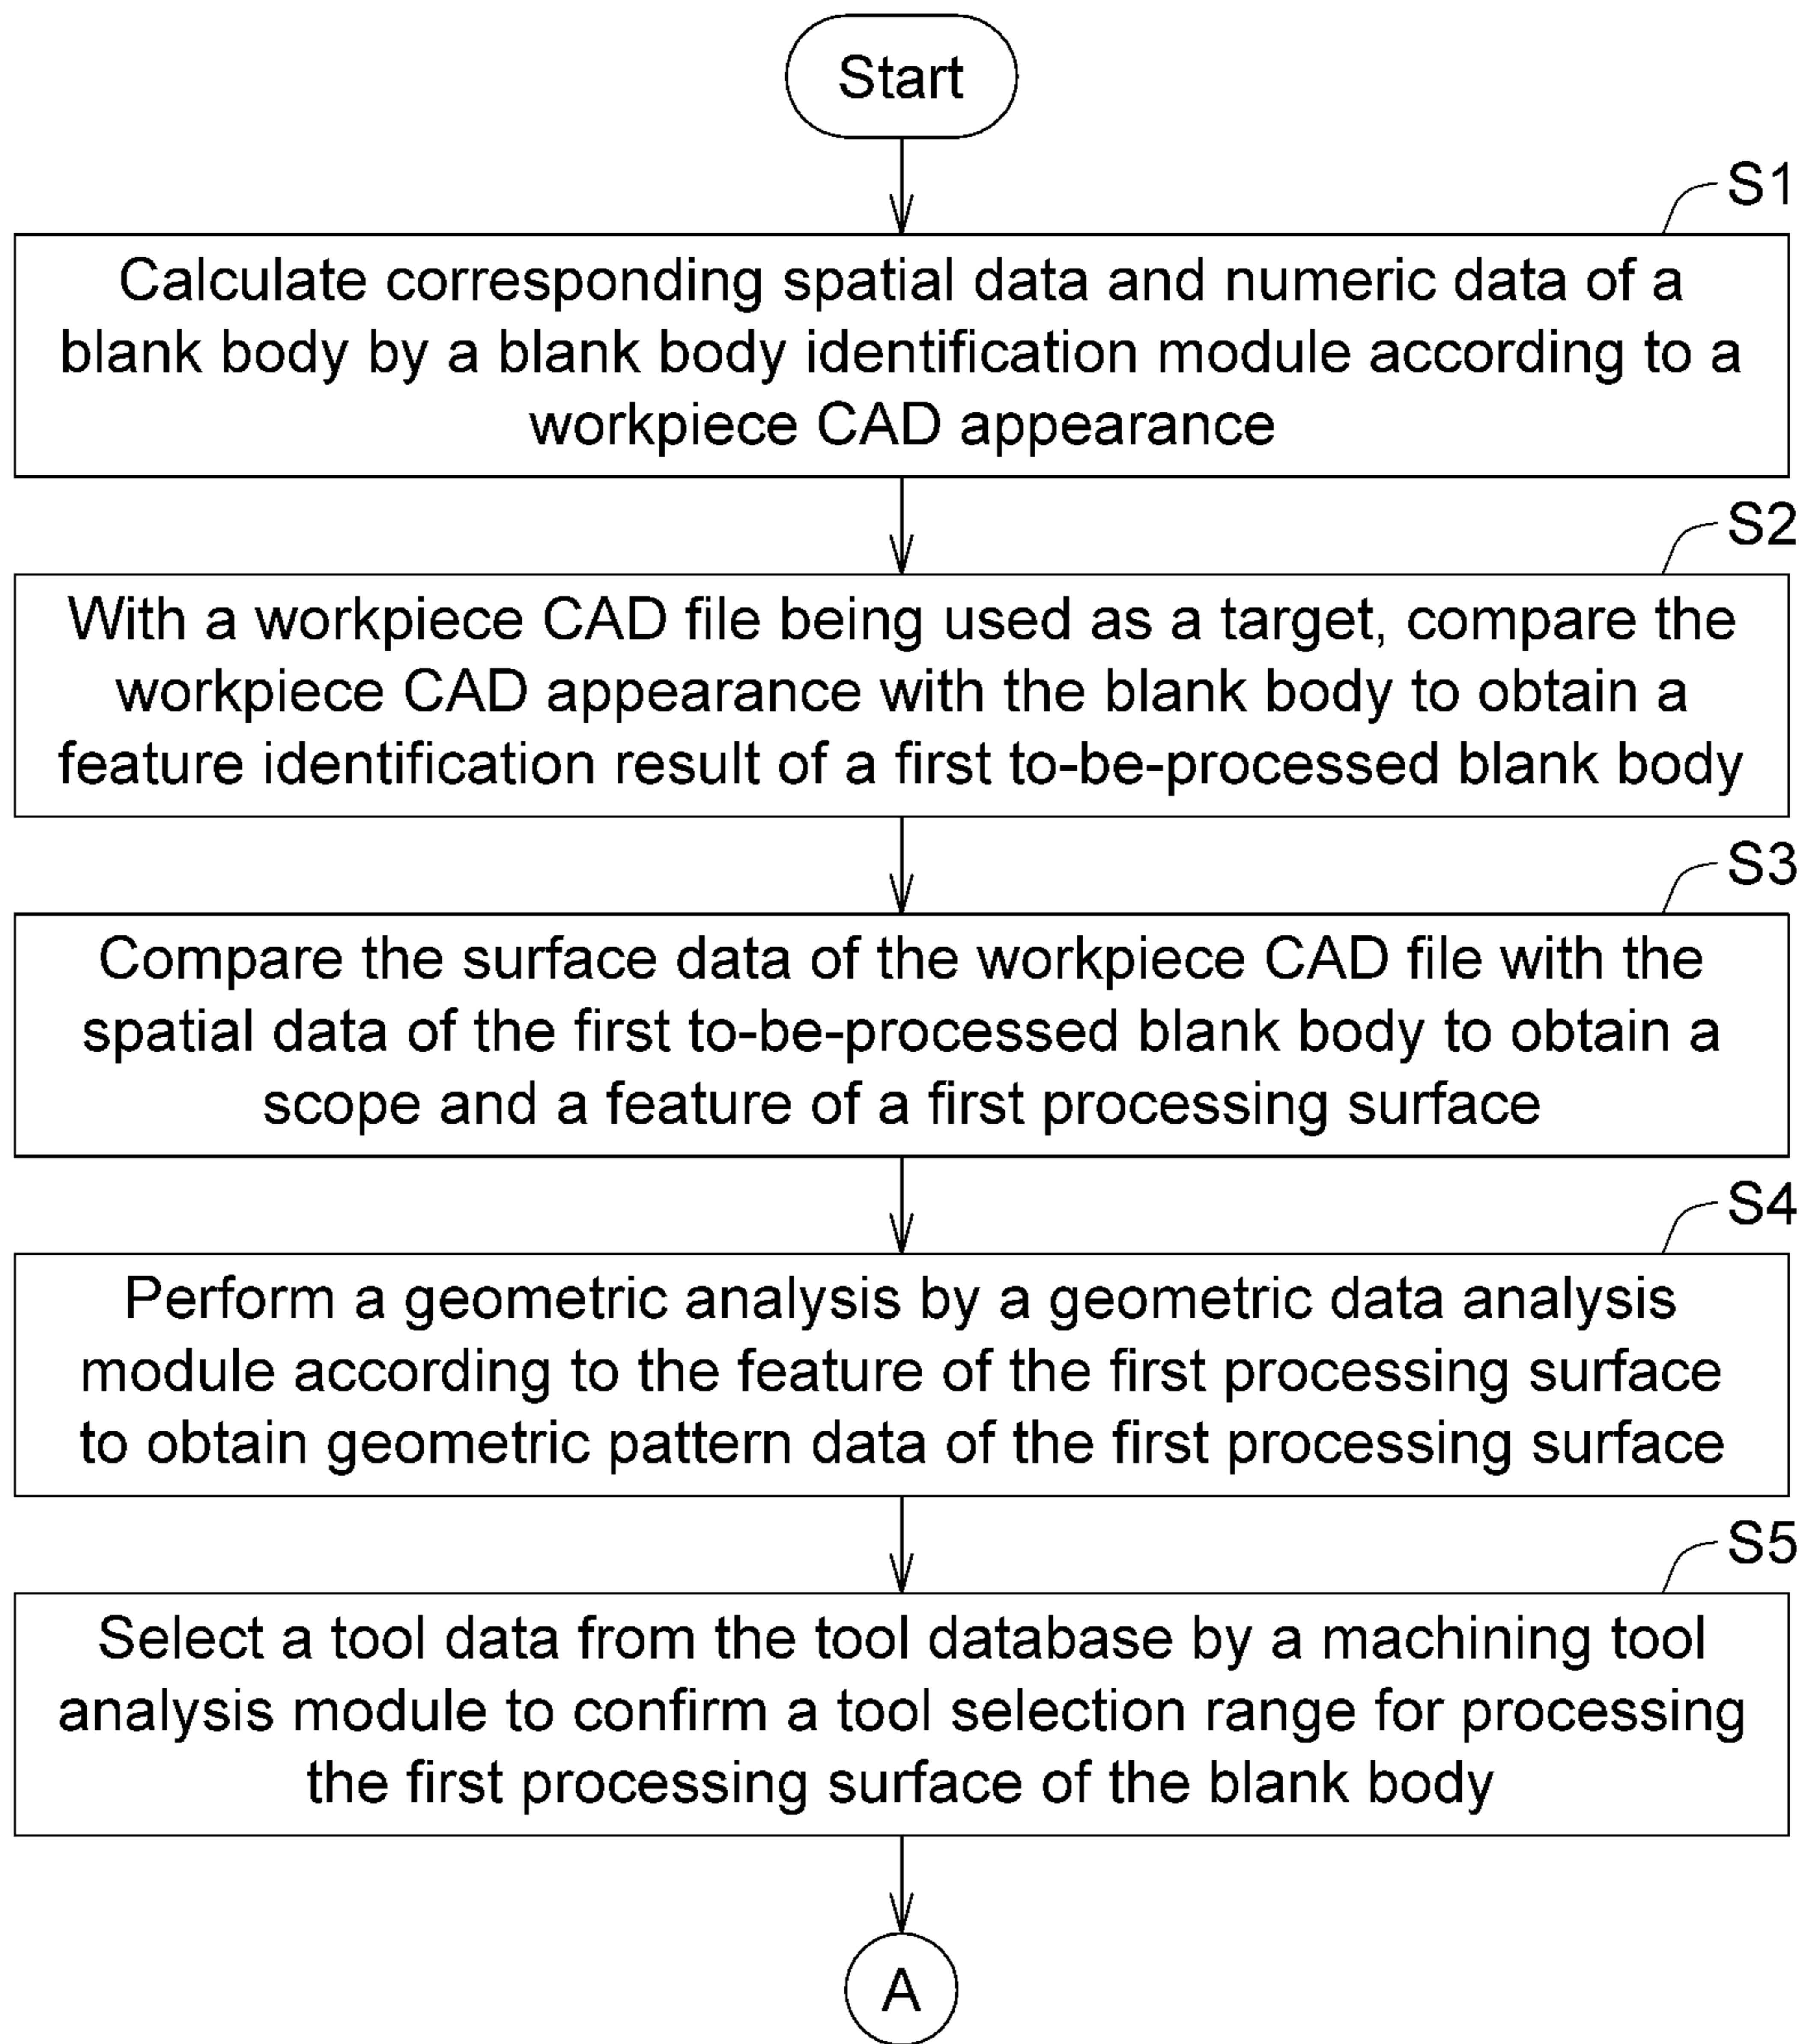 Start
S1
Calculate corresponding spatial data and numeric data of a
blank body by a blank body identification module according to a
workpiece CAD appearance
S2
With a workpiece CAD file being used as a target, compare the
workpiece CAD appearance with the blank body to obtain a
feature identification result of a first to-be-processed blank body
S3
Compare the surface data of the workpiece CAD file with the
spatial data of the first to-be-processed blank body to obtain a
scope and a feature of a first processing surface
S4
Perform a geometric analysis by a geometric data analysis
module according to the feature of the first processing surface
to obtain geometric pattern data of the first processing surface
S5
Select a tool data from the tool database by a machining tool
analysis module to confirm a tool selection range for processing
the first processing surface of the blank body
A